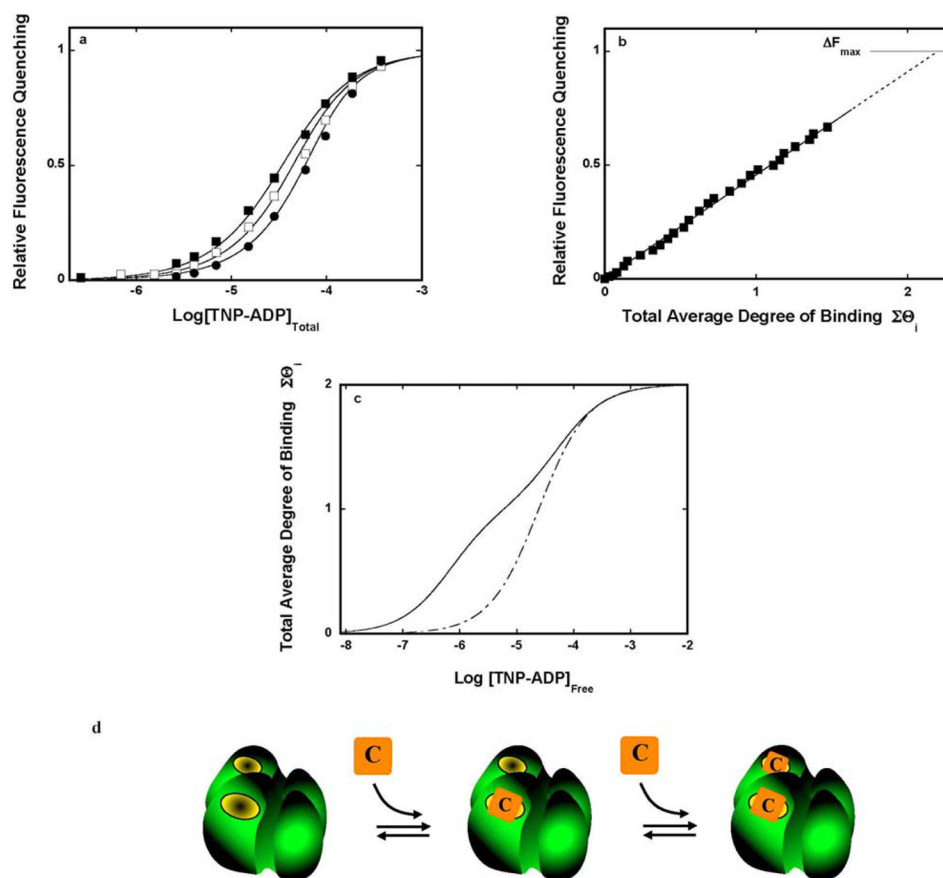 a
Relative Fluorescence Quenching
1
0.5
0
-6
-5
-4
-3
Log[TNP-ADP]Total
b
ΔFmax
Relative Fluorescence Quenching
1
0.5
0
0
1
2
Total Average Degree of Binding ΣΘi
c
Total Average Degree of Binding ΣΘi
2
1
0
-8
-7
-6
-5
-4
-3
-2
Log [TNP-ADP]Free
d
C
C
C
C
C